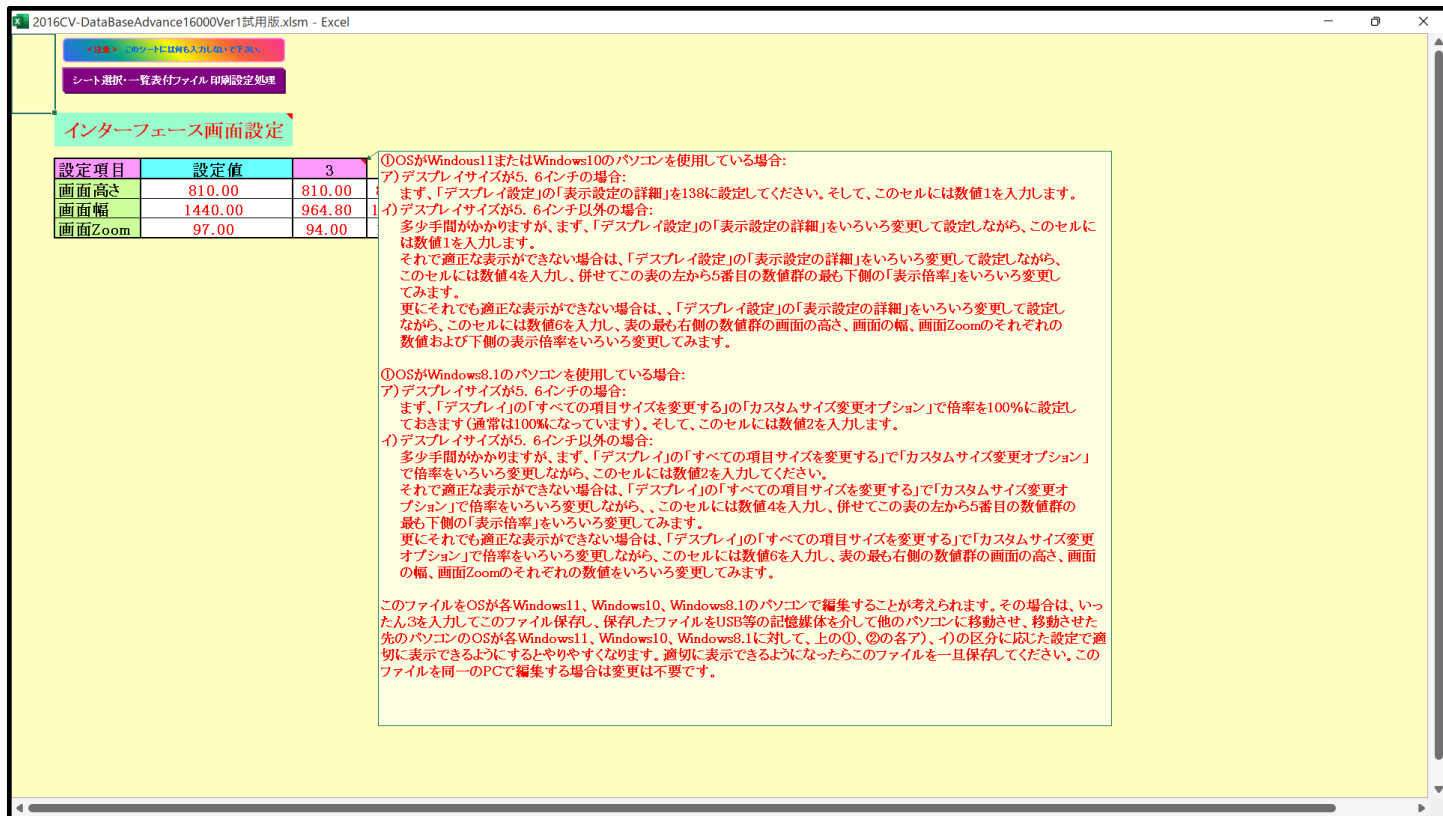 2016CV-DataBaseAdvance16000Ver1試用版.xlsm - Excel
＜注意＞ このシートには何も入力しないで下さい.
シート選択・一覧表付ファイル印刷設定処理
インターフェース画面設定
設定項目 設定値 3
画面高さ 810.00 810.00
画面幅 1440.00 964.80 1
画面Zoom 97.00 94.00
①OSがWindous11またはWindows10のパソコンを使用している場合:
ア)デスプレイサイズが5．6インチの場合:
まず、「デスプレイ設定」の「表示設定の詳細」を138に設定してください。そして、このセルには数値1を入力します。
イ)デスプレイサイズが5．6インチ以外の場合:
多少手間がかかりますが、まず、「デスプレイ設定」の「表示設定の詳細」をいろいろ変更して設定しながら、このセルに
は数値1を入力します。
それで適正な表示ができない場合は、「デスプレイ設定」の「表示設定の詳細」をいろいろ変更して設定しながら、
このセルには数値4を入力し、併せてこの表の左から5番目の数値群の最も下側の「表示倍率」をいろいろ変更し
てみます。
更にそれでも適正な表示ができない場合は、、「デスプレイ設定」の「表示設定の詳細」をいろいろ変更して設定し
ながら、このセルには数値6を入力し、表の最も右側の数値群の画面の高さ、画面の幅、画面Zoomのそれぞれの
数値および下側の表示倍率をいろいろ変更してみます。
①OSがWindows8.1のパソコンを使用している場合:
ア)デスプレイサイズが5．6インチの場合:
まず、「デスプレイ」の「すべての項目サイズを変更する」の「カスタムサイズ変更オプション」で倍率を100%に設定し
ておきます(通常は100%になっています)。そして、このセルには数値2を入力します。
イ)デスプレイサイズが5．6インチ以外の場合:
多少手間がかかりますが、まず、「デスプレイ」の「すべての項目サイズを変更する」で「カスタムサイズ変更オプション」
で倍率をいろいろ変更しながら、このセルには数値2を入力してください。
それで適正な表示ができない場合は、「デスプレイ」の「すべての項目サイズを変更する」で「カスタムサイズ変更オ
プション」で倍率をいろいろ変更しながら、、このセルには数値4を入力し、併せてこの表の左から5番目の数値群の
最も下側の「表示倍率」をいろいろ変更してみます。
更にそれでも適正な表示ができない場合は、「デスプレイ」の「すべての項目サイズを変更する」で「カスタムサイズ変更
オプション」で倍率をいろいろ変更しながら、このセルには数値6を入力し、表の最も右側の数値群の画面の高さ、画面
の幅、画面Zoomのそれぞれの数値をいろいろ変更してみます。
このファイルをOSが各Windows11、Windows10、Windows8.1のパソコンで編集することが考えられます。その場合は、いっ
たん3を入力してこのファイル保存し、保存したファイルをUSB等の記憶媒体を介して他のパソコンに移動させ、移動させた
先のパソコンのOSが各Windows11、Windows10、Windows8.1に対して、上の①、②の各ア)、イ)の区分に応じた設定で適
切に表示できるようにするとやりやすくなります。適切に表示できるようになったらこのファイルを一旦保存してください。この
ファイルを同一のPCで編集する場合は変更は不要です。